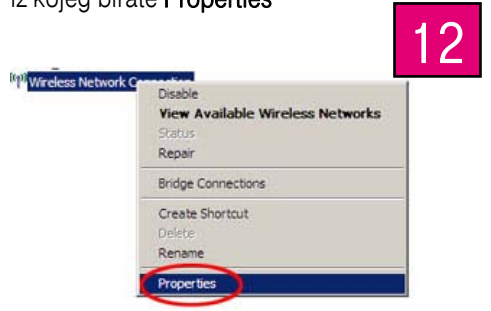 iz kojeg birate Properties
12
Wireless Network Connection
Disable
View Available Wireless Networks
Status
Repair
Bridge Connections
Create Shortcut
Delete
Rename
Properties